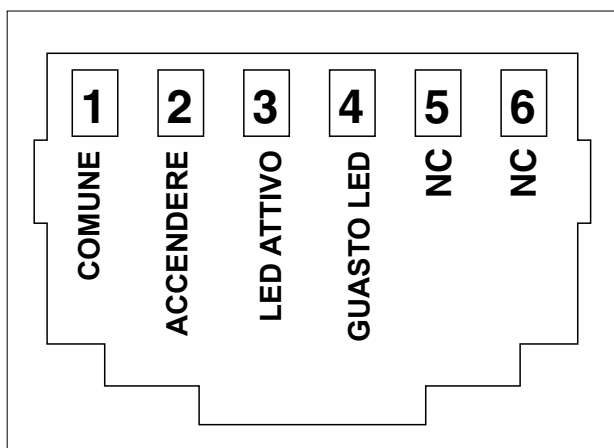 1 2 3 4 5 6
COMUNE
ACCENDERE
LED ATTIVO
GUASTO LED
NC
NC